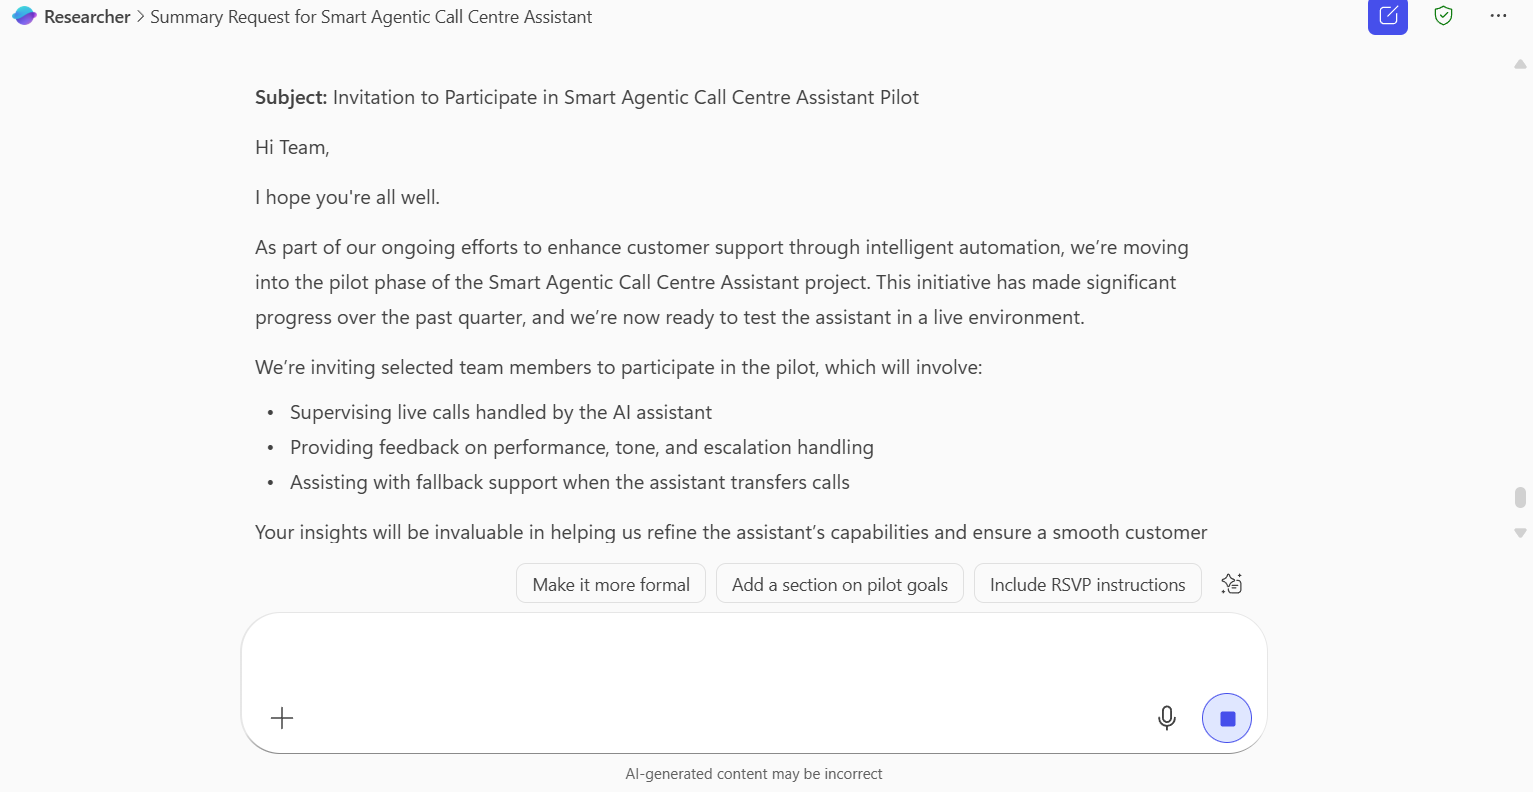 Researcher > Summary Request for Smart Agentic Call Centre Assistant
Subject: Invitation to Participate in Smart Agentic Call Centre Assistant Pilot
Hi Team,
I hope you're all well.
As part of our ongoing efforts to enhance customer support through intelligent automation, we’re moving
into the pilot phase of the Smart Agentic Call Centre Assistant project. This initiative has made significant
progress over the past quarter, and we’re now ready to test the assistant in a live environment.
We’re inviting selected team members to participate in the pilot, which will involve:
• Supervising live calls handled by the AI assistant
• Providing feedback on performance, tone, and escalation handling
• Assisting with fallback support when the assistant transfers calls
Your insights will be invaluable in helping us refine the assistant’s capabilities and ensure a smooth customer
Make it more formal Add a section on pilot goals Include RSVP instructions
AI-generated content may be incorrect